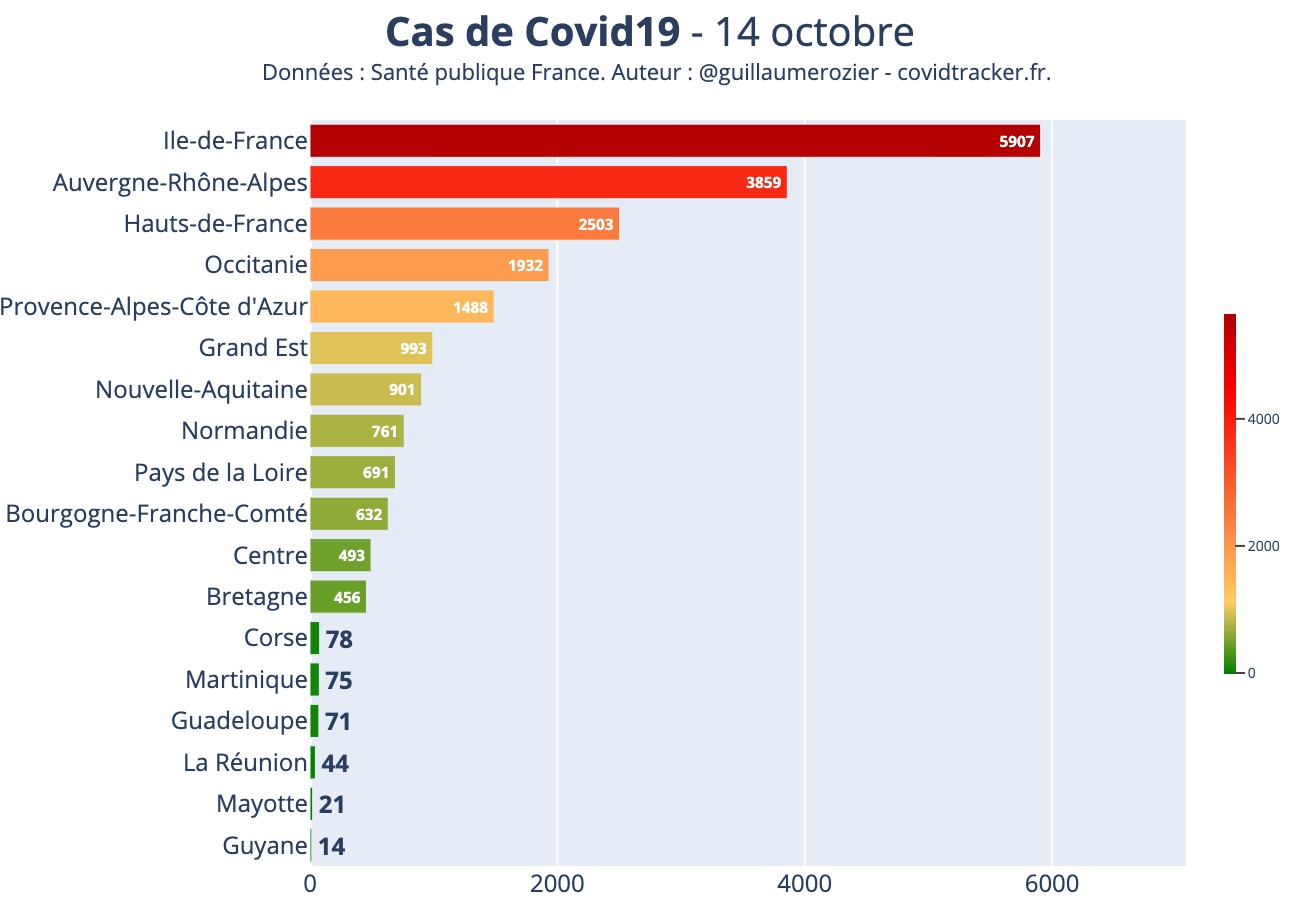 Cas de Covid19 - 14 octobre
Données : Santé publique France. Auteur : @guillaumerozier - covidtracker.fr.
Ile-de-France 5907
Auvergne-Rhône-Alpes 3859
Hauts-de-France 2503
Occitanie 1932
Provence-Alpes-Côte d'Azur 1488
Grand Est 993
Nouvelle-Aquitaine 901
Normandie 761
Pays de la Loire 691
Bourgogne-Franche-Comté 632
Centre 493
Bretagne 456
Corse 78
Martinique 75
Guadeloupe 71
La Réunion 44
Mayotte 21
Guyane 14
0 2000 4000 6000
4000
2000
0